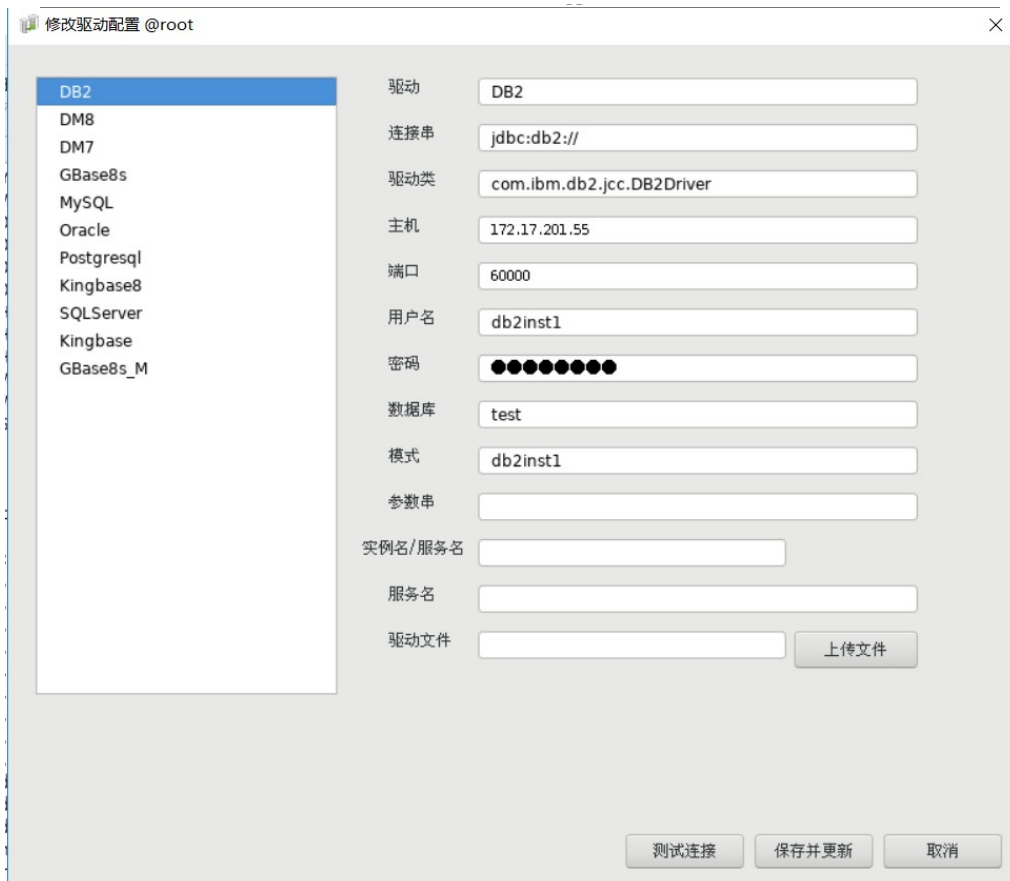 修改驱动配置 @root
DB2
DM8
DM7
GBase8s
MySQL
Oracle
Postgresql
Kingbase8
SQLServer
Kingbase
GBase8s_M
驱动 DB2
连接串 jdbc:db2://
驱动类 com.ibm.db2.jcc.DB2Driver
主机 172.17.201.55
端口 60000
用户名 db2inst1
密码 ●●●●●●●●
数据库 test
模式 db2inst1
参数串
实例名/服务名
服务名
驱动文件 上传文件
测试连接 保存并更新 取消